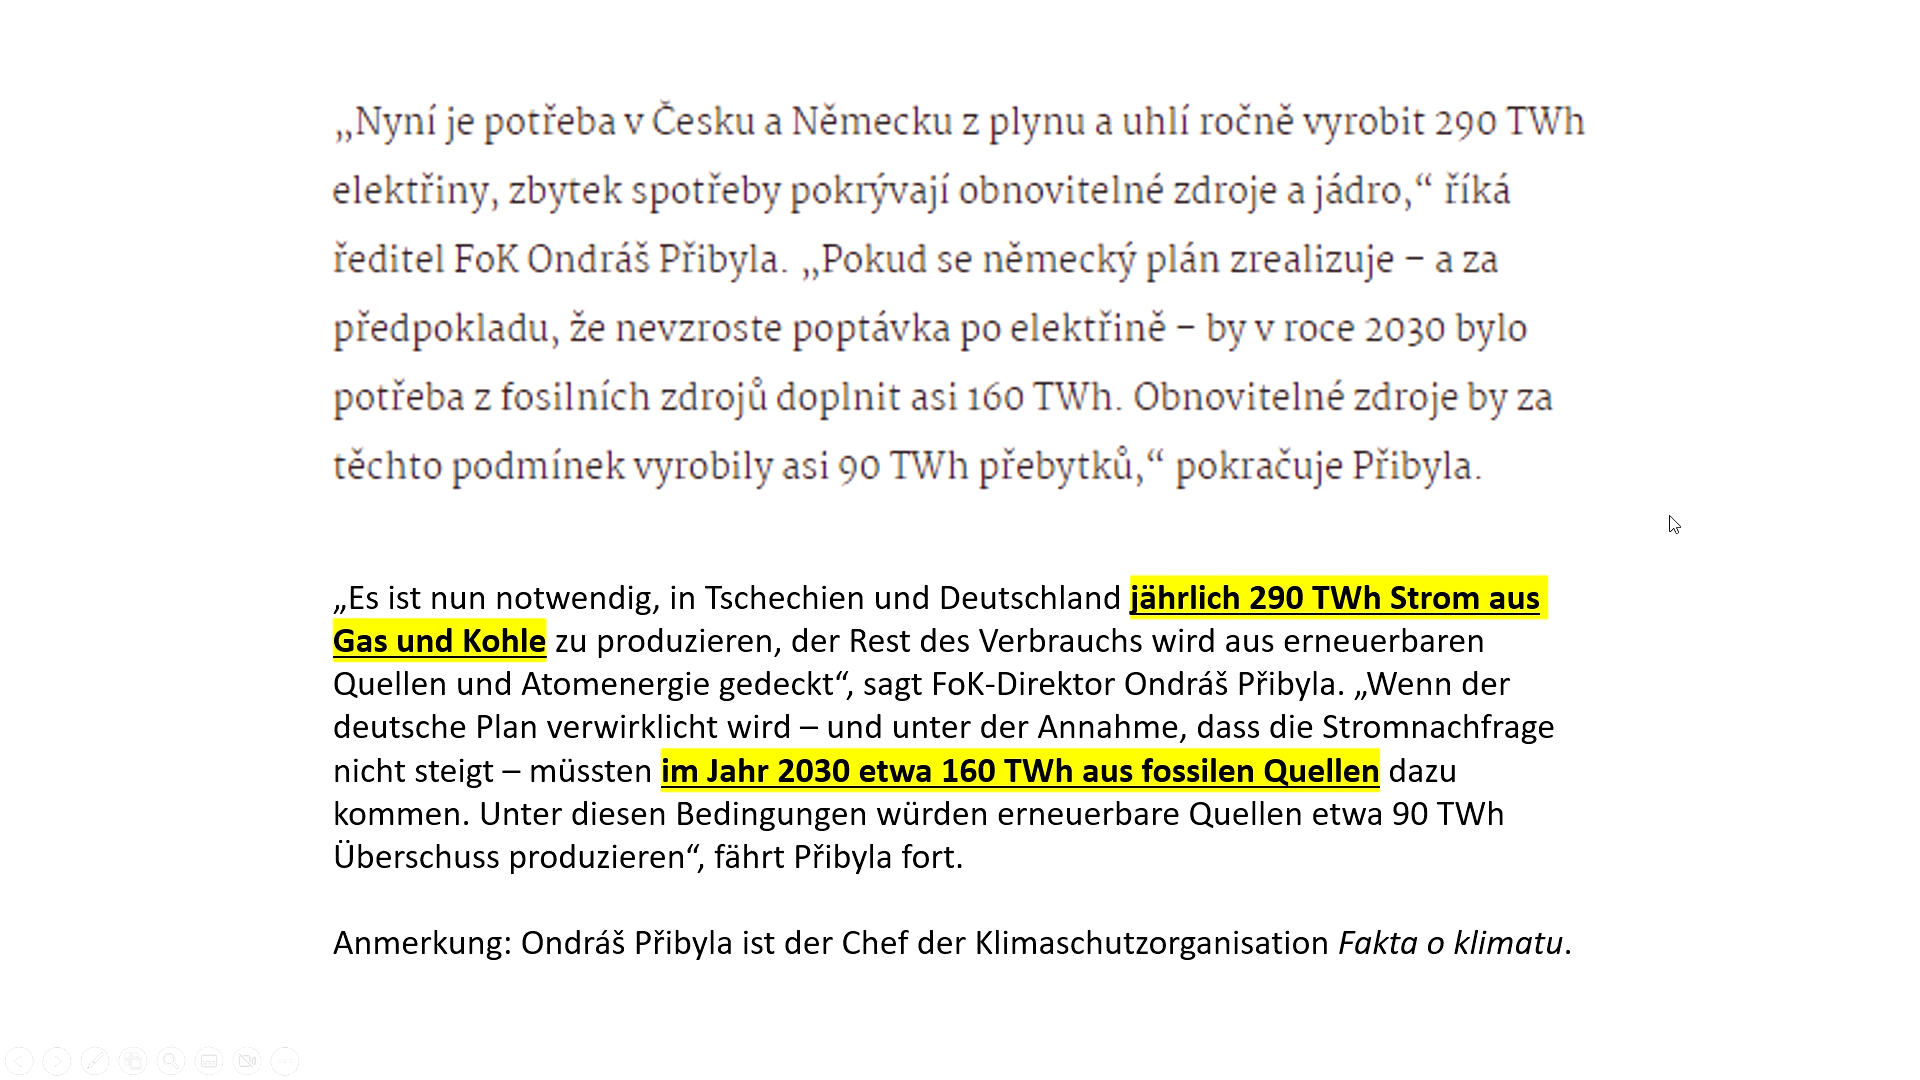 „Nyní je potřeba v Česku a Německu z plynu a uhlí ročně vyrobit 290 TWh
elektřiny, zbytek spotřeby pokrývají obnovitelné zdroje a jádro,“ říká
ředitel FoK Ondráš Přibyla. „Pokud se německý plán zrealizuje – a za
předpokladu, že nevzroste poptávka po elektřině – by v roce 2030 bylo
potřeba z fosilních zdrojů doplnit asi 160 TWh. Obnovitelné zdroje by za
těchto podmínek vyrobily asi 90 TWh přebytků,“ pokračuje Přibyla.
„Es ist nun notwendig, in Tschechien und Deutschland jährlich 290 TWh Strom aus
Gas und Kohle zu produzieren, der Rest des Verbrauchs wird aus erneuerbaren
Quellen und Atomenergie gedeckt“, sagt FoK-Direktor Ondráš Přibyla. „Wenn der
deutsche Plan verwirklicht wird – und unter der Annahme, dass die Stromnachfrage
nicht steigt – müssten im Jahr 2030 etwa 160 TWh aus fossilen Quellen dazu
kommen. Unter diesen Bedingungen würden erneuerbare Quellen etwa 90 TWh
Überschuss produzieren“, fährt Přibyla fort.
Anmerkung: Ondráš Přibyla ist der Chef der Klimaschutzorganisation Fakta o klimatu.